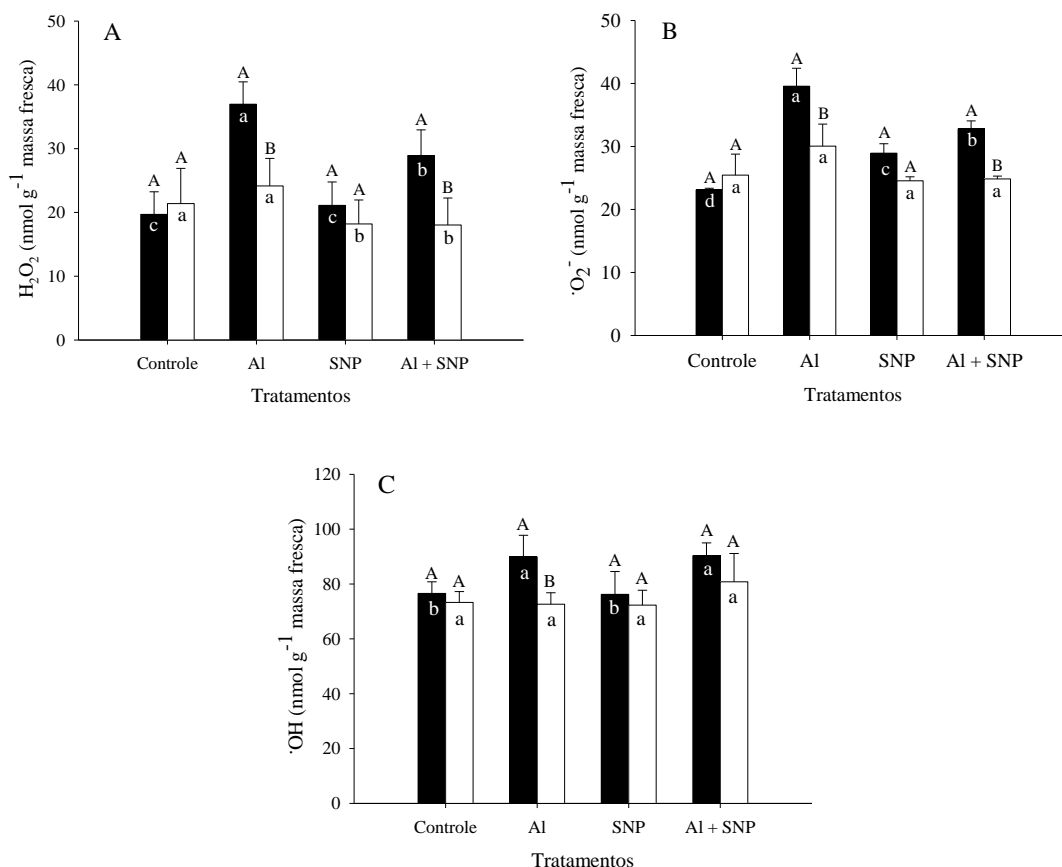 A
H₂O₂ (nmol g⁻¹ massa fresca)
50
40
30
20
10
0
A A A B A A A B
c a a a c b b b
Controle Al SNP Al + SNP
Tratamentos
B
·O₂⁻ (nmol g⁻¹ massa fresca)
50
40
30
20
10
0
A A A B A A A B
d a a a c a b a
Controle Al SNP Al + SNP
Tratamentos
C
·OH (nmol g⁻¹ massa fresca)
120
100
80
60
40
20
0
A A A B A A A A
b a a a b a a a
Controle Al SNP Al + SNP
Tratamentos